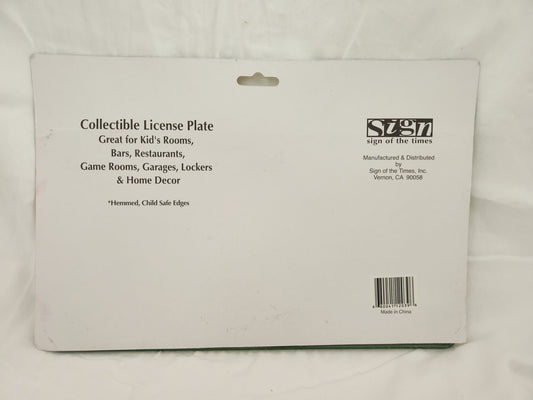 Collectible License Plate
Great for Kid's Rooms,
Bars, Restaurants,
Game Rooms, Garages, Lockers
& Home Decor
*Hemmed, Child Safe Edges
Sign
sign of the times
Manufactured & Distributed
by
Sign of the Times, Inc.
Vernon, CA 90058
Made in China